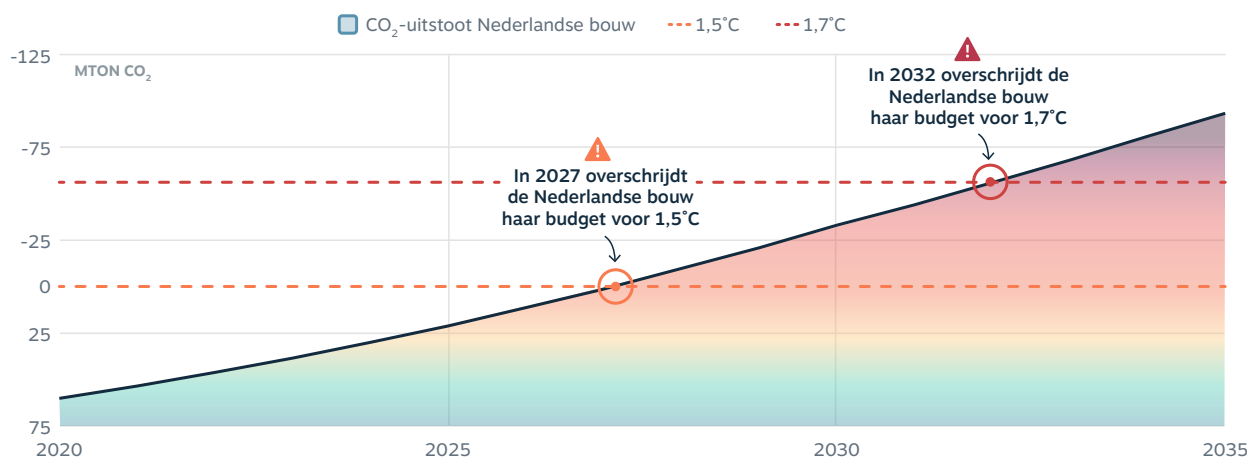 CO₂-uitstoot Nederlandse bouw
1,5˚C
1,7˚C
MTON CO₂
-125
-75
-25
0
25
75
In 2027 overschrijdt
de Nederlandse bouw
haar budget voor 1,5˚C
In 2032 overschrijdt de
Nederlandse bouw
haar budget voor 1,7˚C
2020
2025
2030
2035